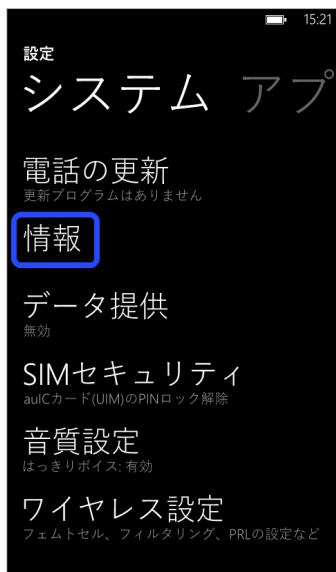 15:21
設定
システム アプ
電話の更新
更新プログラムはありません
情報
データ提供
無効
SIMセキュリティ
auICカード(UIM)のPINロック解除
音質設定
はっきりボイス: 有効
ワイヤレス設定
フェムトセル、フィルタリング、PRLの設定など